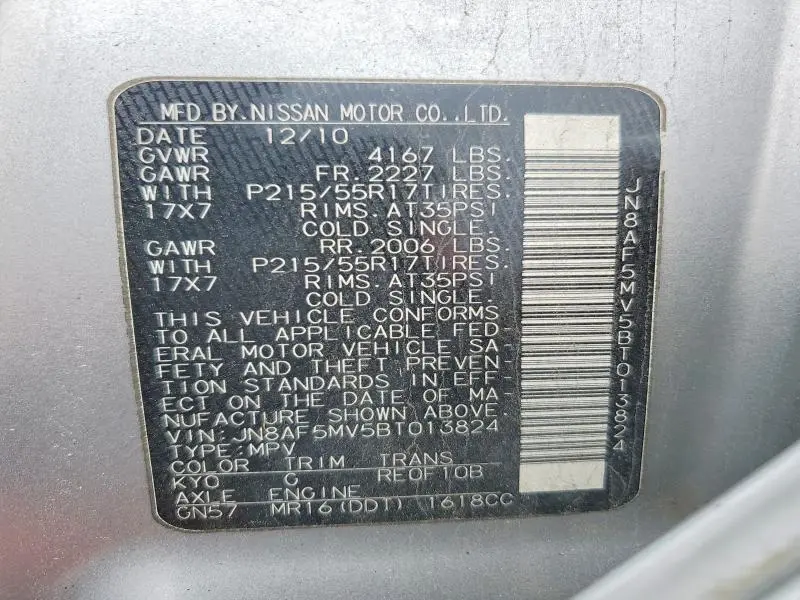 MFD BY.NISSAN MOTOR CO.,LTD.
DATE 12/10
GVWR 4167 LBS.
GAWR FR.2227 LBS.
WITH P215/55R17TIRES.
17X7 RIMS.AT35PSI
COLD SINGLE.
GAWR RR.2006 LBS.
WITH P215/55R17TIRES.
17X7 RIMS.AT35PSI
COLD SINGLE.
THIS VEHICLE CONFORMS
TO ALL APPLICABLE FED-
ERAL MOTOR VEHICLE SA-
FETY AND THEFT PREVEN-
TION STANDARDS IN EFF-
ECT ON THE DATE OF MA-
NUFACTURE SHOWN ABOVE.
VIN: JN8AF5MV5BT013824
TYPE: MPV
COLOR TRIM TRANS
KY0 G RE0F10B
AXLE ENGINE
GN57 MR16(DDT) 1618CC
JN8AF5MV5BT013824